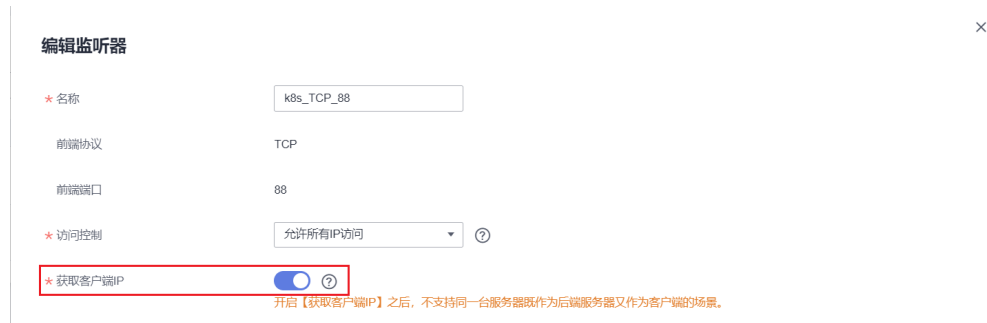 编辑监听器
* 名称 k8s_TCP_88
前端协议 TCP
前端端口 88
* 访问控制 允许所有IP访问 ?
* 获取客户端IP ?
开启【获取客户端IP】之后，不支持同一台服务器既作为后端服务器又作为客户端的场景。